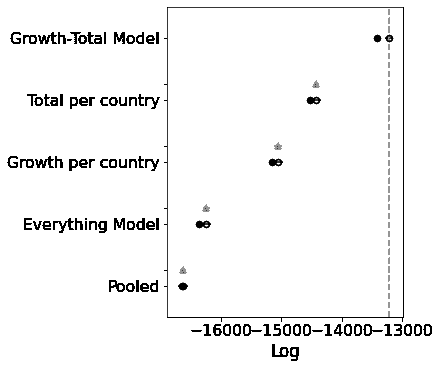 Growth-Total Model
Total per country
Growth per country
Everything Model
Pooled
−16000−15000−14000−13000
Log